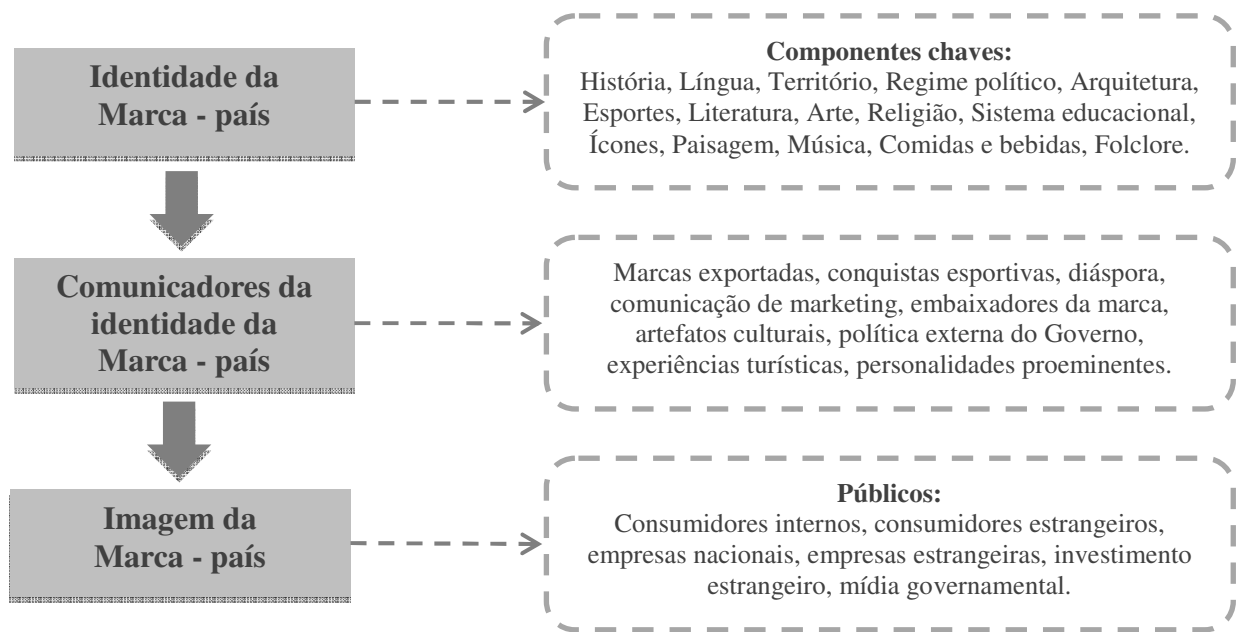 Identidade da
Marca - país
Componentes chaves:
História, Língua, Território, Regime político, Arquitetura,
Esportes, Literatura, Arte, Religião, Sistema educacional,
Ícones, Paisagem, Música, Comidas e bebidas, Folclore.
Comunicadores da
identidade da
Marca - país
Marcas exportadas, conquistas esportivas, diáspora,
comunicação de marketing, embaixadores da marca,
artefatos culturais, política externa do Governo,
experiências turísticas, personalidades proeminentes.
Imagem da
Marca - país
Públicos:
Consumidores internos, consumidores estrangeiros,
empresas nacionais, empresas estrangeiras, investimento
estrangeiro, mídia governamental.